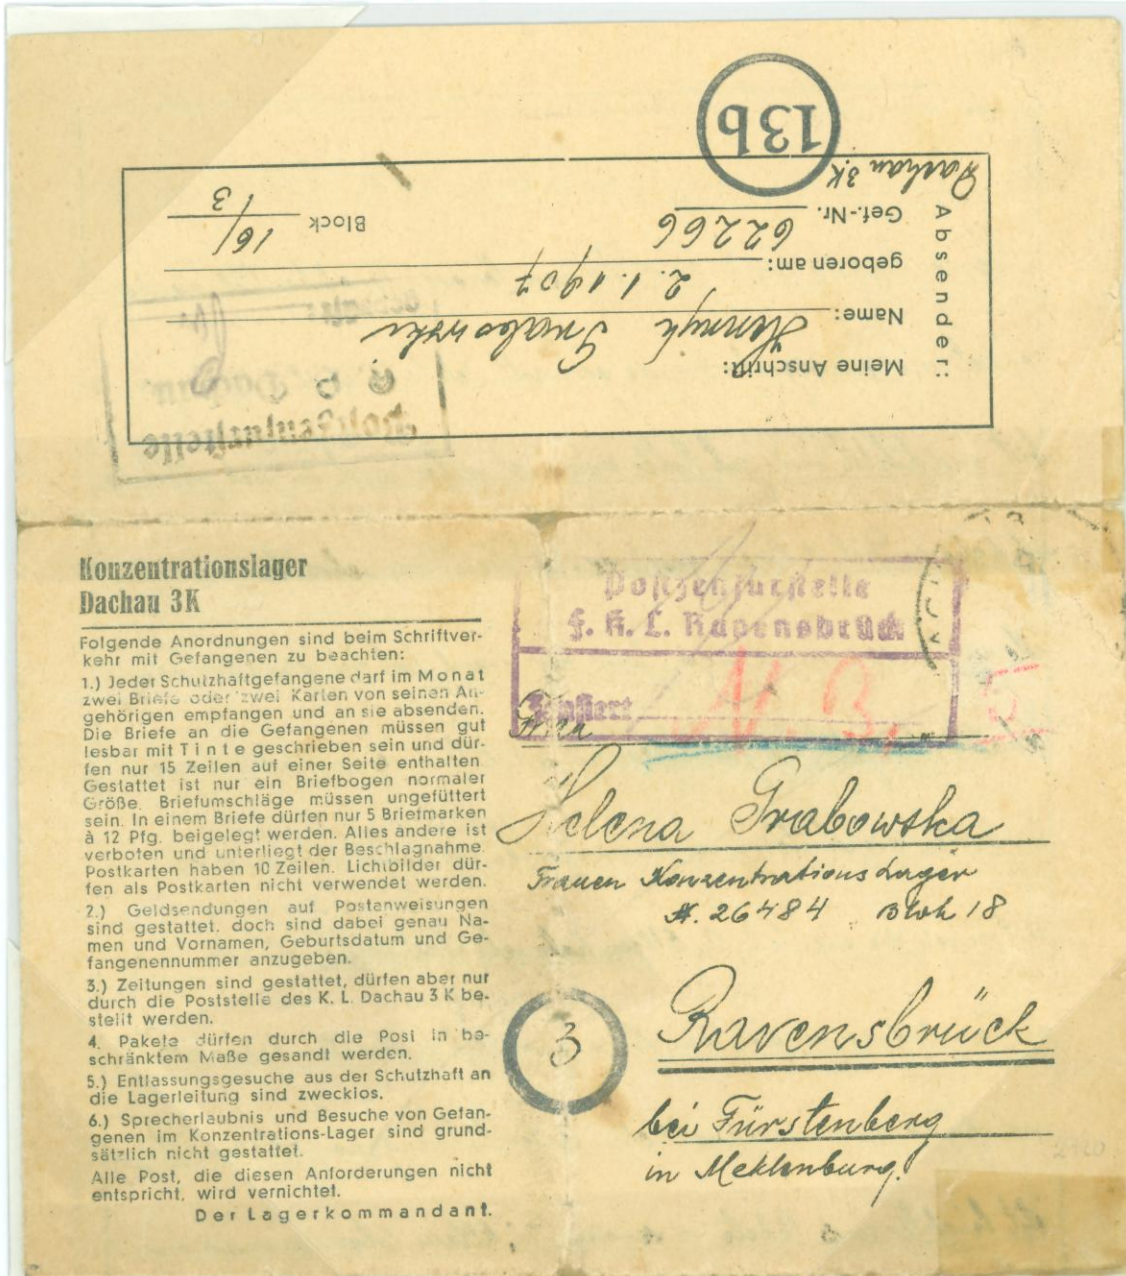 13b
Dachau 3K
Absender:
Meine Anschrift:
Name: Henryk Grabowski
geboren am: 2.1.1907
Gef.-Nr. 62266 Block 16/3
Postzensurstelle
Konzentrationslager
Dachau 3K
Folgende Anordnungen sind beim Schriftver-
kehr mit Gefangenen zu beachten:
1.) Jeder Schutzhaftgefangene darf im Monat
zwei Briefe oder zwei Karten von seinen An-
gehörigen empfangen und an sie absenden.
Die Briefe an die Gefangenen müssen gut
lesbar mit Tinte geschrieben sein und dür-
fen nur 15 Zeilen auf einer Seite enthalten
Gestattet ist nur ein Briefbogen normaler
Größe. Briefumschläge müssen ungefüttert
sein. In einem Briefe dürfen nur 5 Briefmarken
à 12 Pfg. beigelegt werden. Alles andere ist
verboten und unterliegt der Beschlagnahme.
Postkarten haben 10 Zeilen. Lichtbilder dür-
fen als Postkarten nicht verwendet werden.
2.) Geldsendungen auf Postanweisungen
sind gestattet, doch sind dabei genau Na-
men und Vornamen, Geburtsdatum und Ge-
fangenennummer anzugeben.
3.) Zeitungen sind gestattet, dürfen aber nur
durch die Poststelle des K. L. Dachau 3 K be-
stellt werden.
4. Pakete dürfen durch die Post in be-
schränktem Maße gesandt werden.
5.) Entlassungsgesuche aus der Schutzhaft an
die Lagerleitung sind zwecklos.
6.) Sprecherlaubnis und Besuche von Gefan-
genen im Konzentrations-Lager sind grund-
sätzlich nicht gestattet.
Alle Post, die diesen Anforderungen nicht
entspricht, wird vernichtet.
Der Lagerkommandant.
Postzensurstelle
F. K. L. Ravensbrück
Helena Grabowska
Frauen Konzentrations Lager
#. 26484 Blok 18
3
Ravensbrück
bei Fürstenberg
in Meklenburg.